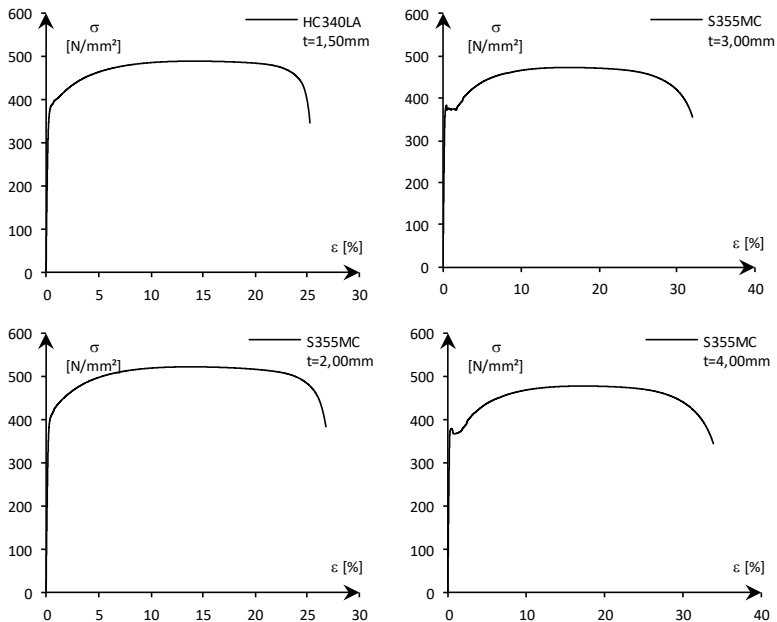 600
500
400
300
200
100
0
σ
[N/mm²]
HC340LA
t=1,50mm
ε [%]
0 5 10 15 20 25 30
600
500
400
300
200
100
0
σ
[N/mm²]
S355MC
t=3,00mm
ε [%]
0 10 20 30 40
600
500
400
300
200
100
0
σ
[N/mm²]
S355MC
t=2,00mm
ε [%]
0 5 10 15 20 25 30
600
500
400
300
200
100
0
σ
[N/mm²]
S355MC
t=4,00mm
ε [%]
0 10 20 30 40